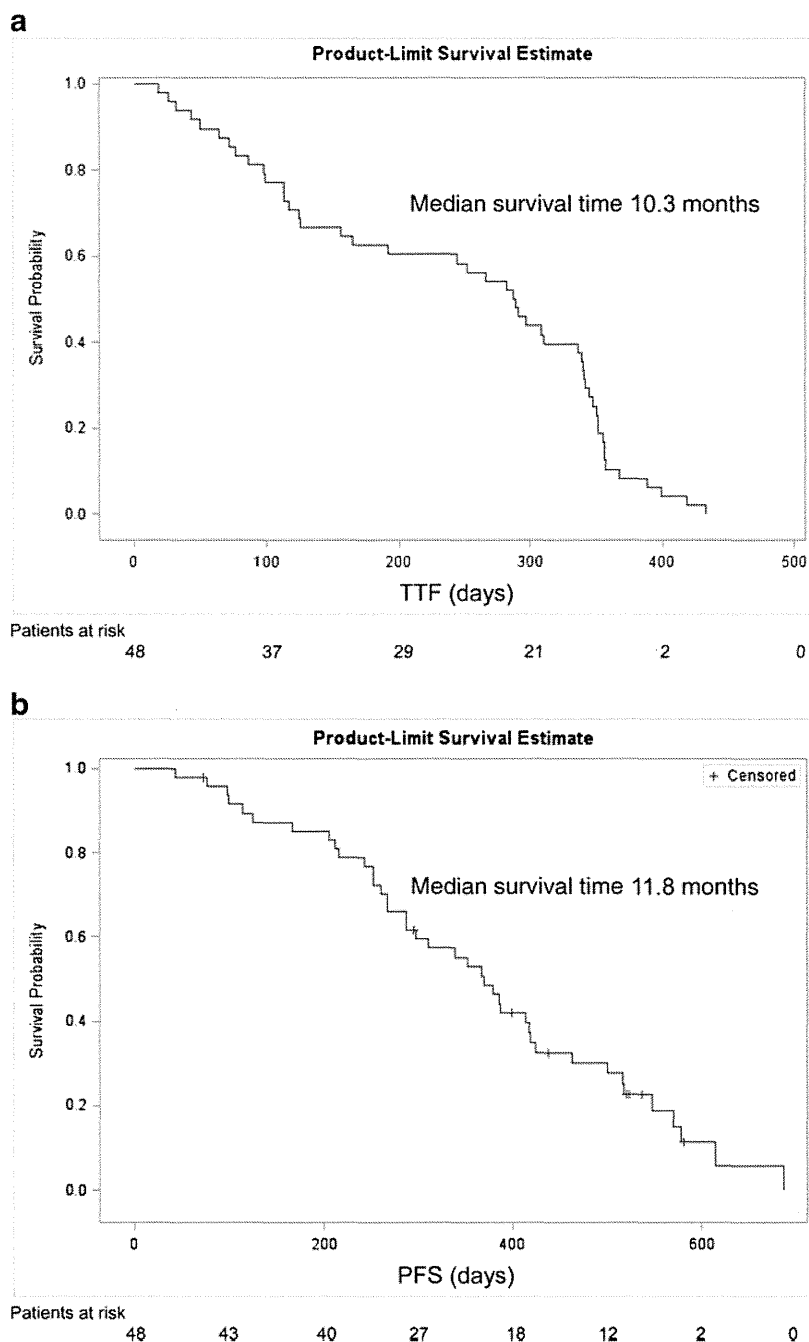 a
Product-Limit Survival Estimate
1.0
0.8
0.6
0.4
0.2
0.0
Survival Probability
Median survival time 10.3 months
0 100 200 300 400 500
TTF (days)
Patients at risk
48 37 29 21 2 0
b
Product-Limit Survival Estimate
+ Censored
1.0
0.8
0.6
0.4
0.2
0.0
Survival Probability
Median survival time 11.8 months
0 200 400 600
PFS (days)
Patients at risk
48 43 40 27 18 12 2 0